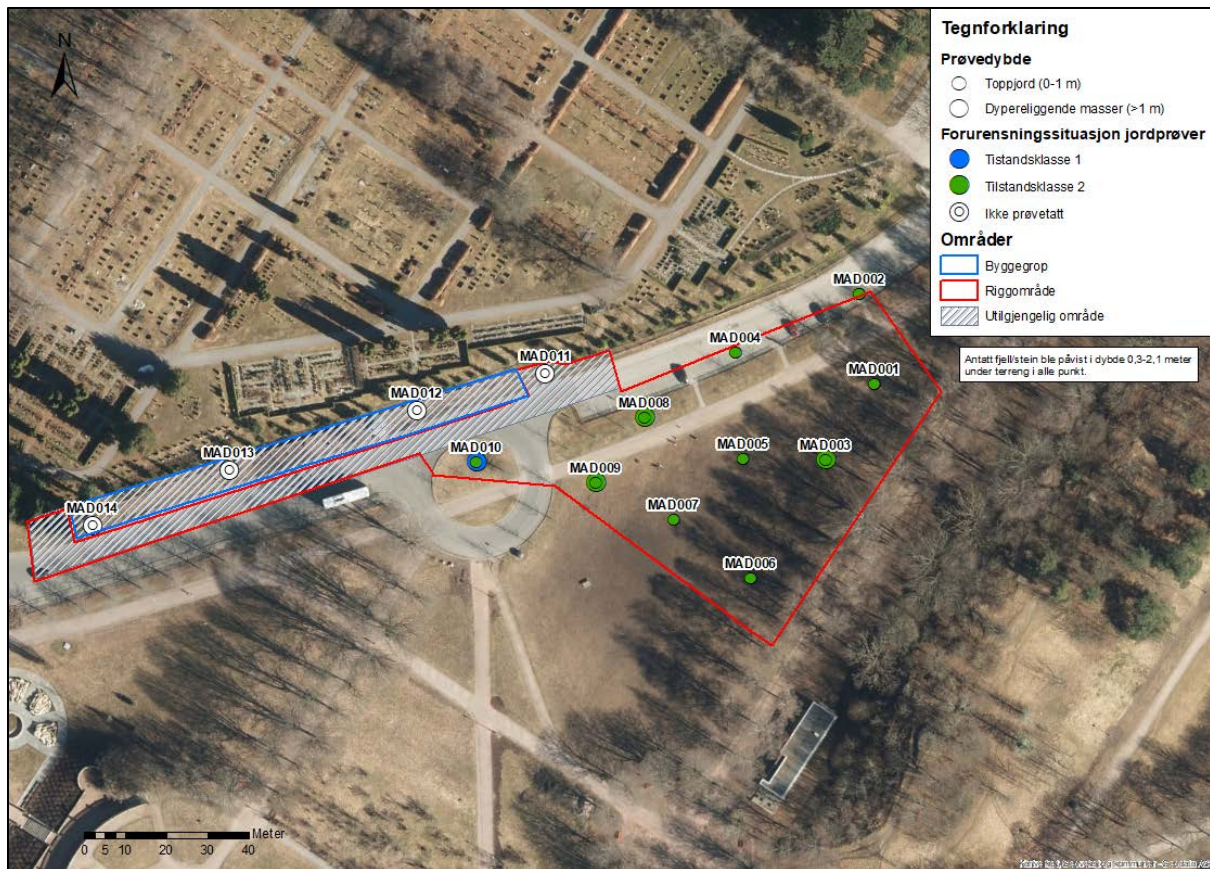 N
Tegnforklaring
Prøvedybde
Toppjord (0-1 m)
Dypereliggende masser (>1 m)
Forurensningssituasjon jordprøver
Tistandsklasse 1
Tilstandsklasse 2
Ikke prøvetatt
Områder
Byggegrop
Riggområde
Utilgjengelig område
Antatt fjell/stein ble påvist i dybde 0,3-2,1 meter
under terreng i alle punkt.
MAD002
MAD004
MAD011
MAD001
MAD012
MAD008
MAD013
MAD010
MAD005
MAD003
MAD009
MAD014
MAD007
MAD006
Meter
0 5 10 20 30 40